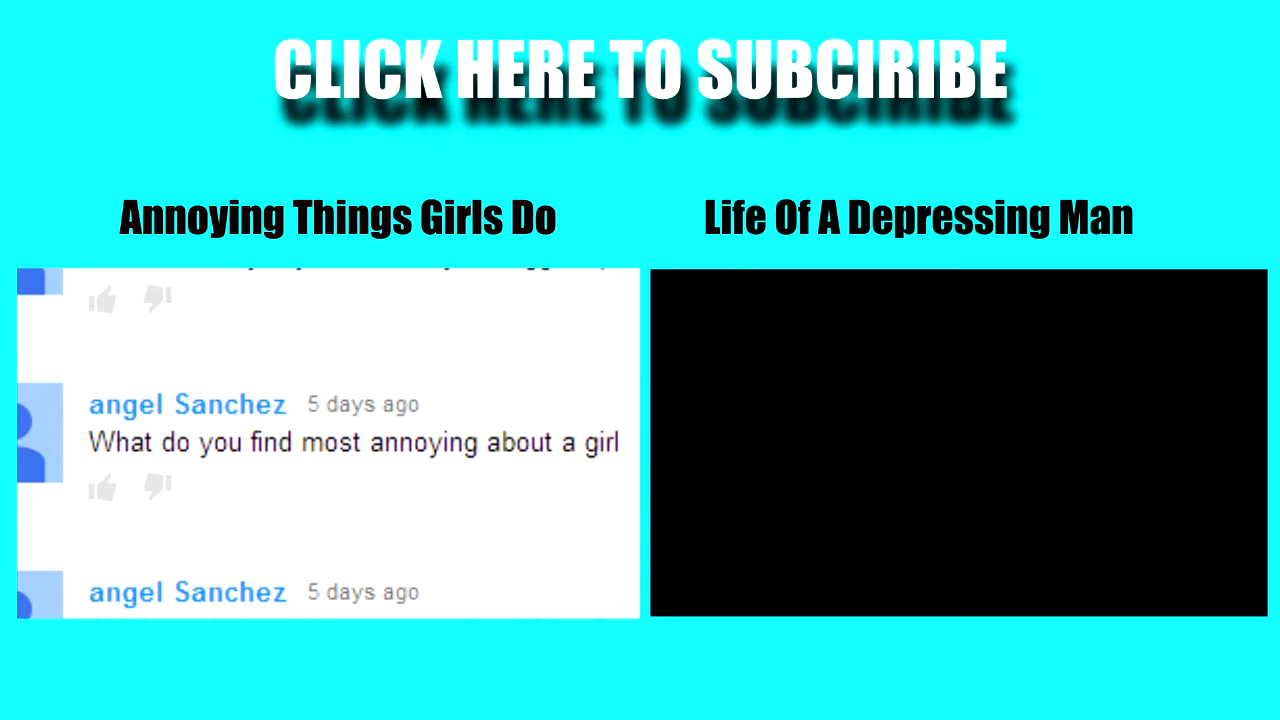 CLICK HERE TO SUBCIRIBE
Annoying Things Girls Do
Life Of A Depressing Man
angel Sanchez 5 days ago
What do you find most annoying about a girl
angel Sanchez 5 days ago